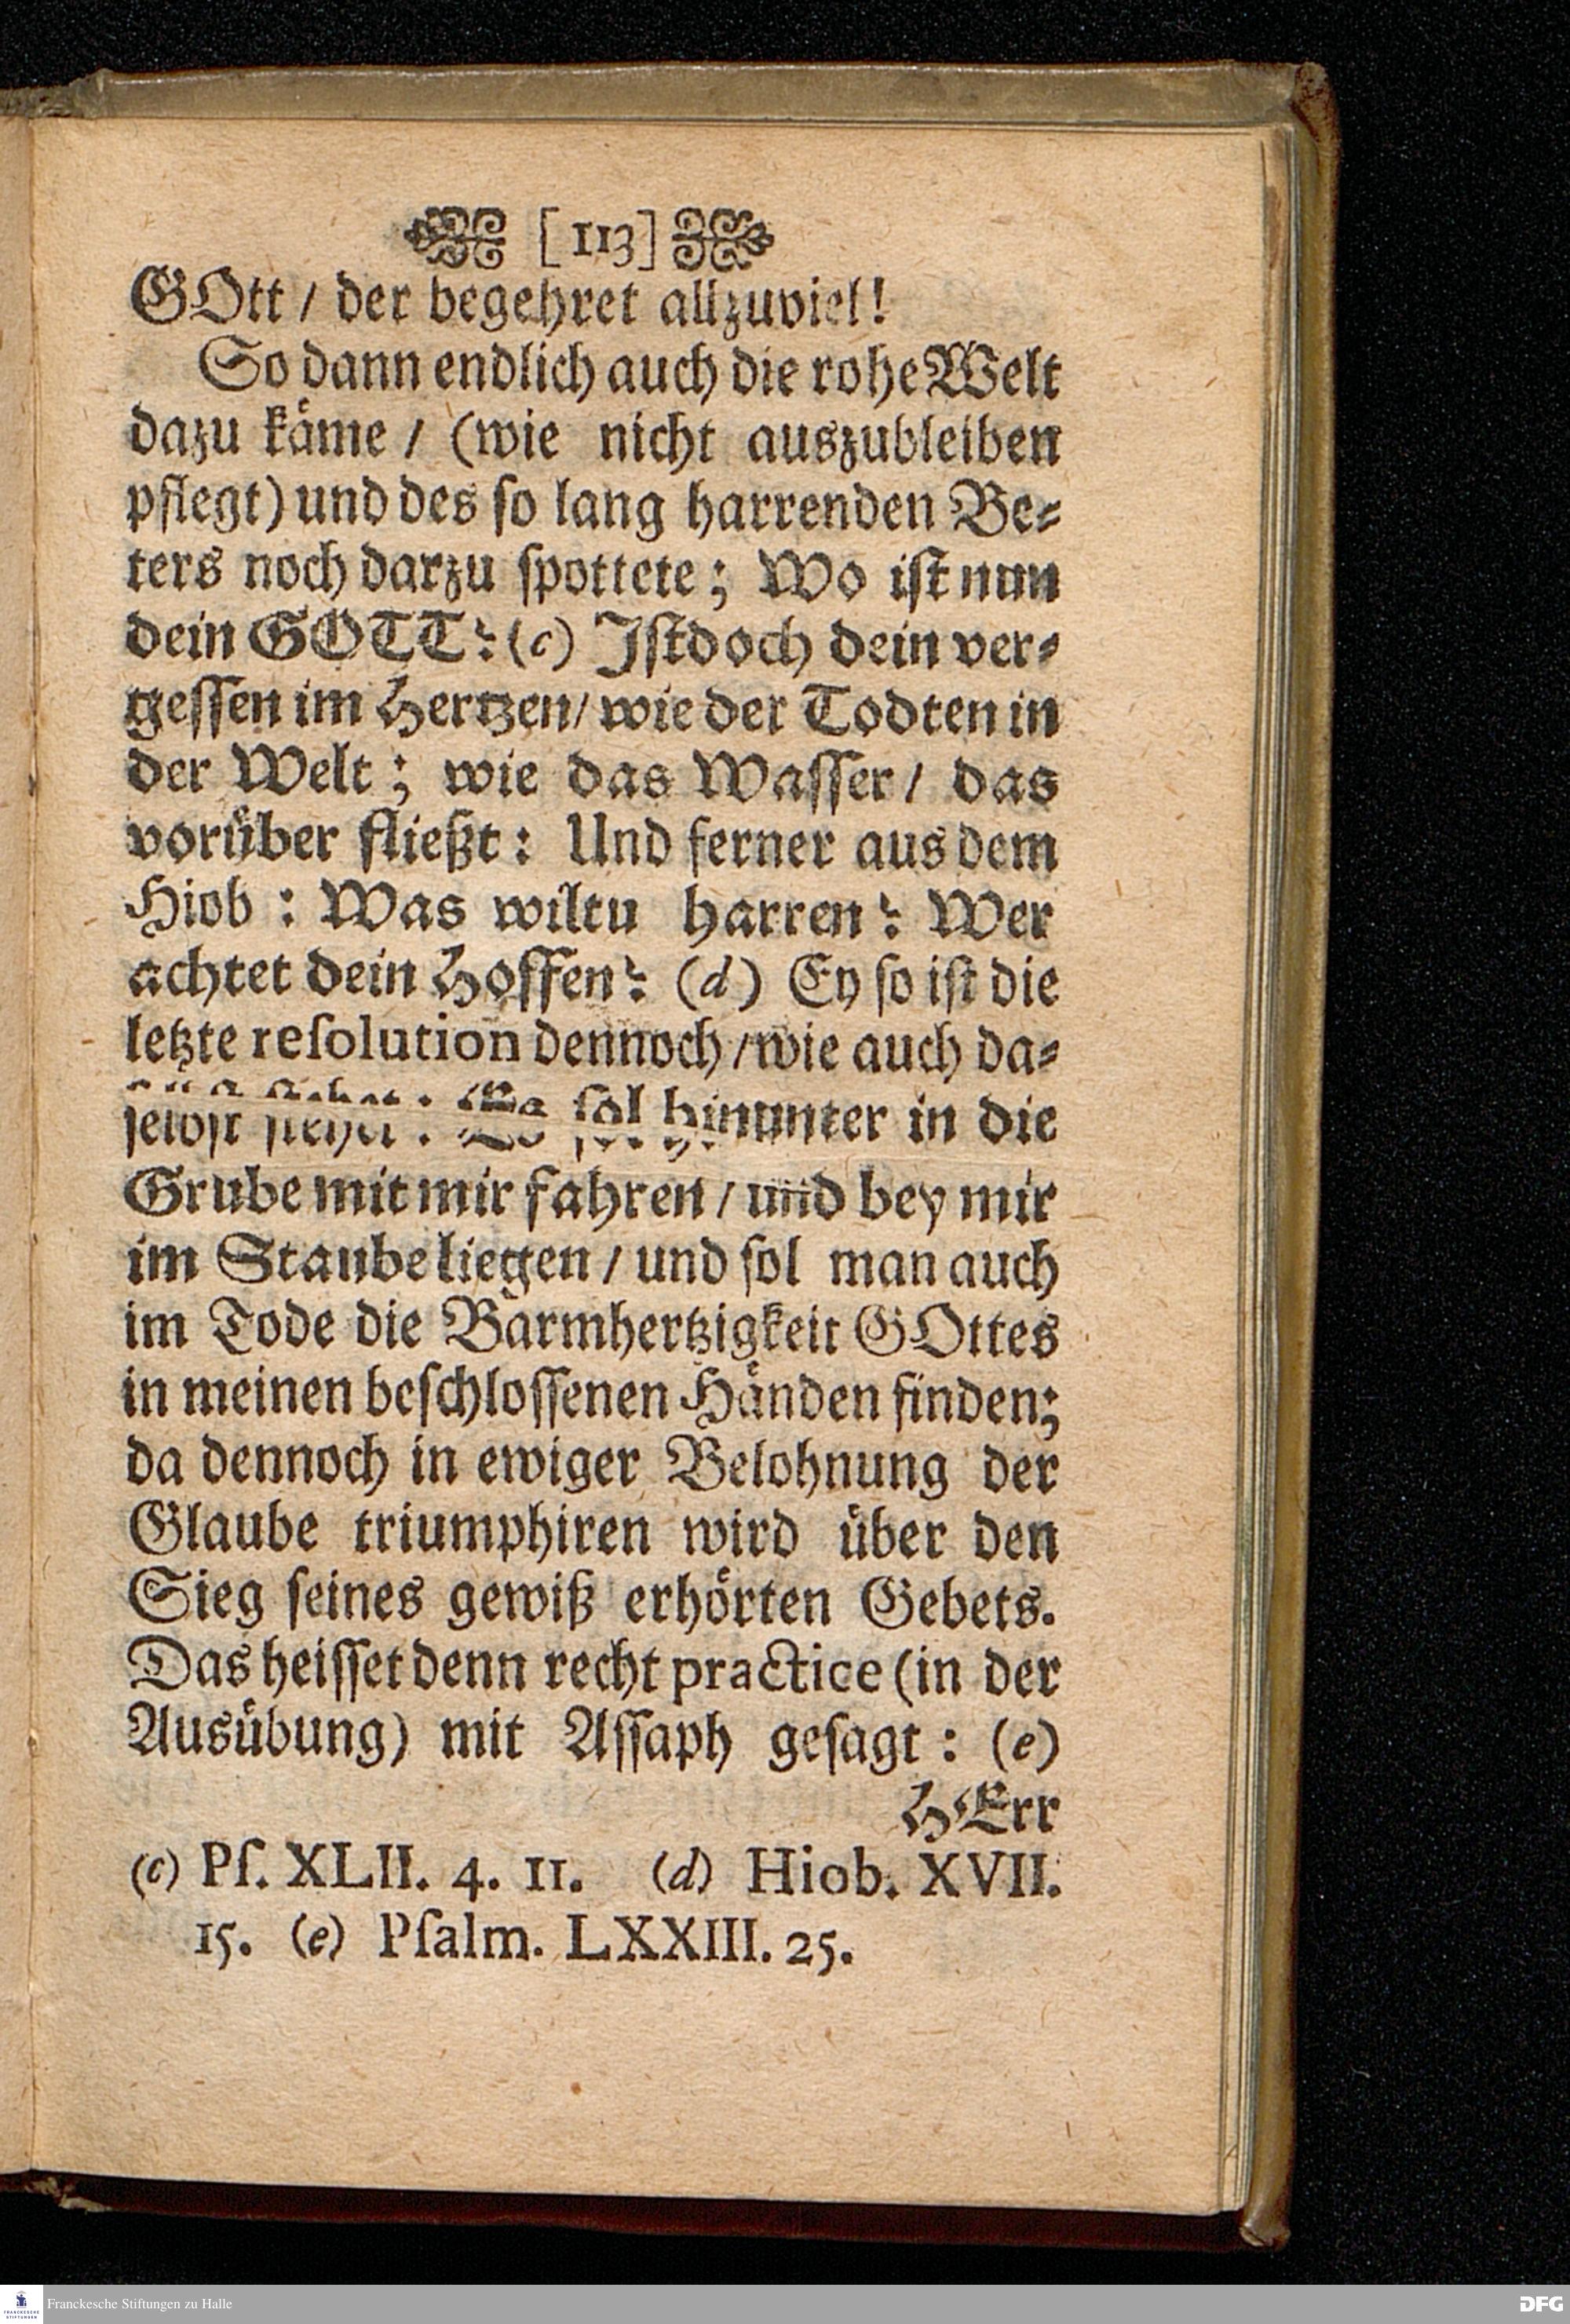 [113]
GOtt / der begehret allzuviel!
So dann endlich auch die rohe Welt
dazu käme / (wie nicht auszubleiben
pflegt) und des ſo lang harrenden Be⸗
ters noch darzu ſpottete; Wo iſt nun
dein GOTT? (c) Iſt doch dein ver⸗
geſſen im Hertzen / wie der Todten in
der Welt; wie das Waſſer / das
vorüber fließt: Und ferner aus dem
Hiob: Was wiltu harren? Wer
achtet dein Hoffen? (d) Ey ſo iſt die
letzte reſolution dennoch / wie auch da⸗
ſelbſt ſtehet: Es ſol hinunter in die
Grube mit mir fahren / und bey mir
im Staube liegen / und ſol man auch
im Tode die Barmhertzigkeit GOttes
in meinen beſchloſſenen Händen finden;
da dennoch in ewiger Belohnung der
Glaube triumphiren wird über den
Sieg ſeines gewiß erhörten Gebets.
Das heiſſet denn recht practice (in der
Ausübung) mit Aſſaph geſagt: (e)
HErr
(c) Pſ. XLII. 4. 11. (d) Hiob. XVII.
15. (e) Pſalm. LXXIII. 25.
FRANCKESCHE STIFTUNGEN
Franckesche Stiftungen zu Halle
DFG